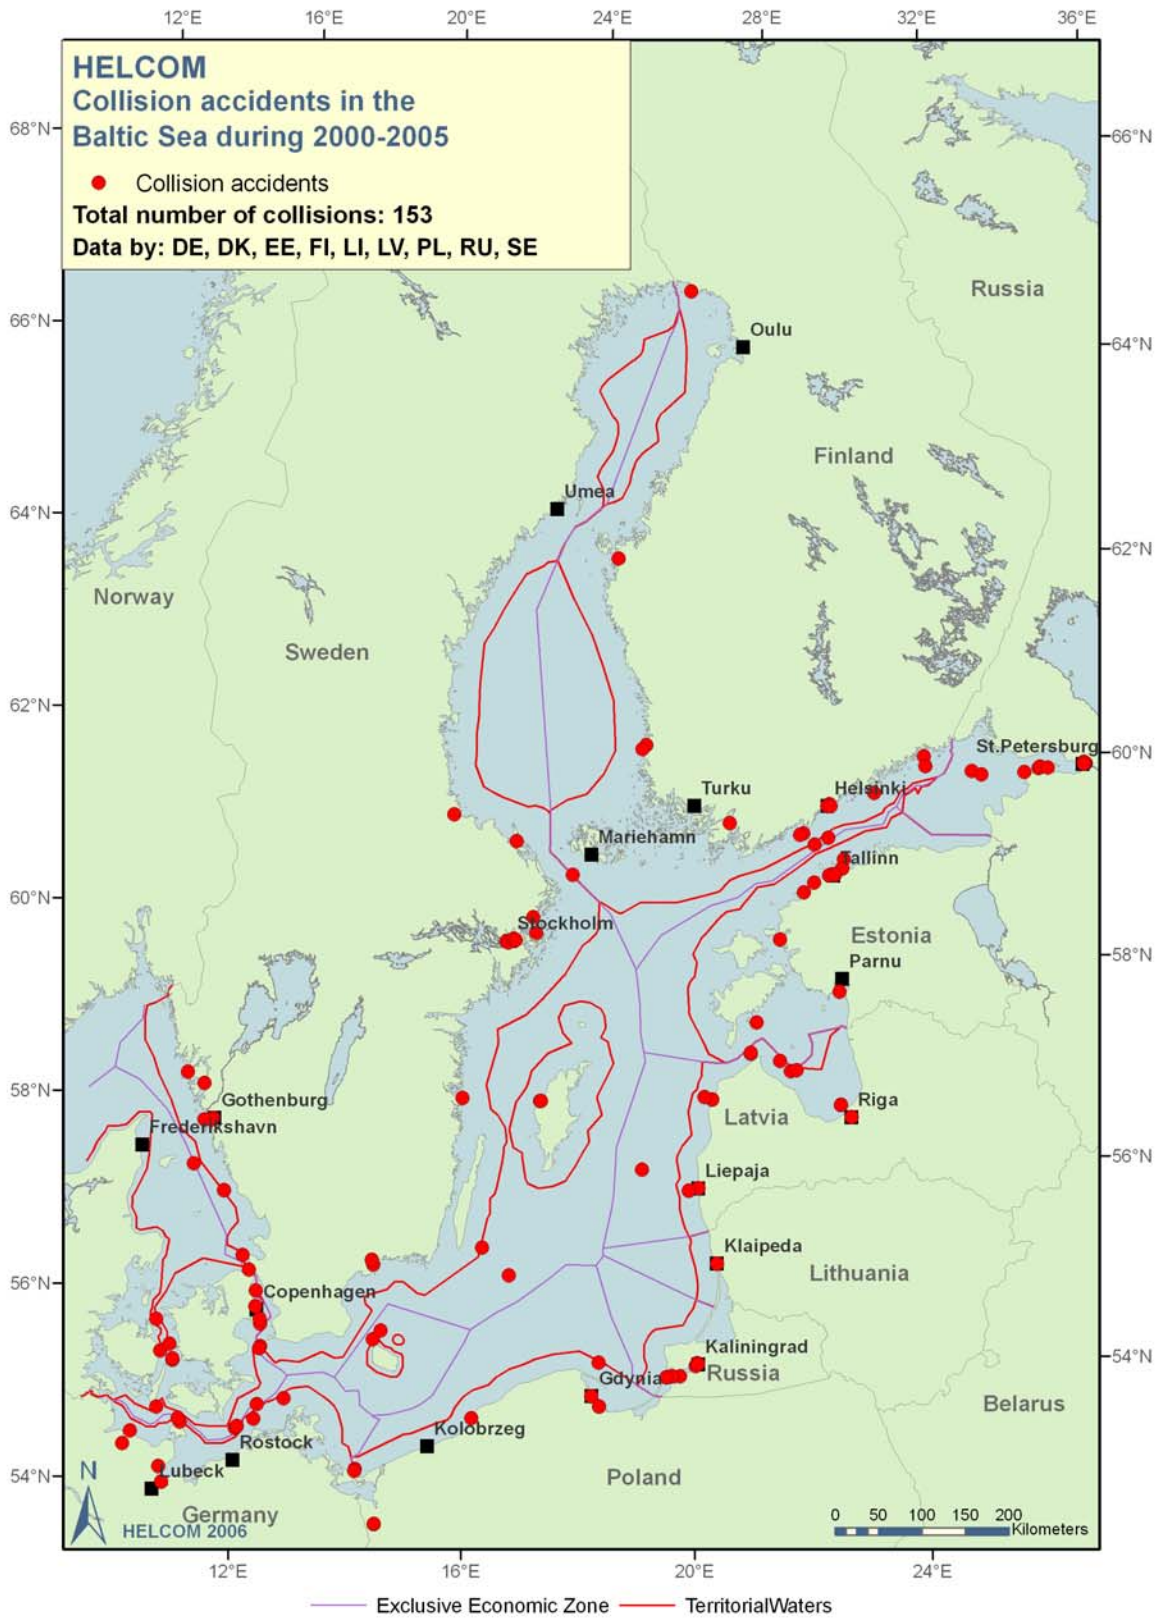 12°E 16°E 20°E 24°E 28°E 32°E 36°E
HELCOM
Collision accidents in the
Baltic Sea during 2000-2005
Collision accidents
Total number of collisions: 153
Data by: DE, DK, EE, FI, LI, LV, PL, RU, SE
68°N
66°N
Russia
66°N
Oulu
64°N
Finland
Umea
64°N
62°N
Norway
Sweden
62°N
St.Petersburg
60°N
Turku
Helsinki
Mariehamn
Tallinn
60°N
Stockholm
Estonia
58°N
Parnu
58°N
Gothenburg
Riga
Latvia
Frederikshavn
56°N
Liepaja
Klaipeda
Lithuania
56°N
Copenhagen
Kaliningrad
54°N
Russia
Gdynia
Belarus
Kolobrzeg
Rostock
54°N
N
Lubeck
Poland
Germany
HELCOM 2006
0 50 100 150 200
Kilometers
12°E 16°E 20°E 24°E
Exclusive Economic Zone TerritorialWaters